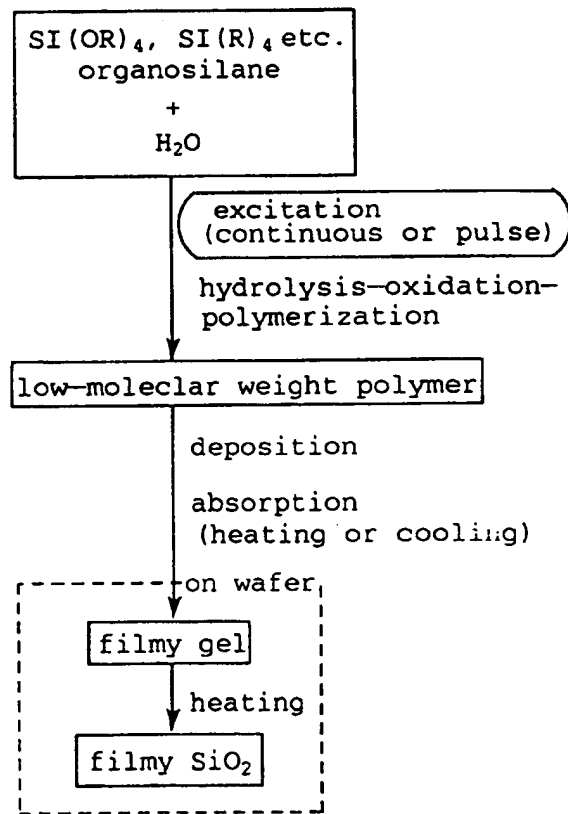 SI(OR)₄, SI(R)₄ etc.
organosilane
+
H₂O
excitation
(continuous or pulse)
hydrolysis—oxidation—
polymerization
low—moleclar weight polymer
deposition
absorption
(heating or cooling)
on wafer
filmy gel
heating
filmy SiO₂